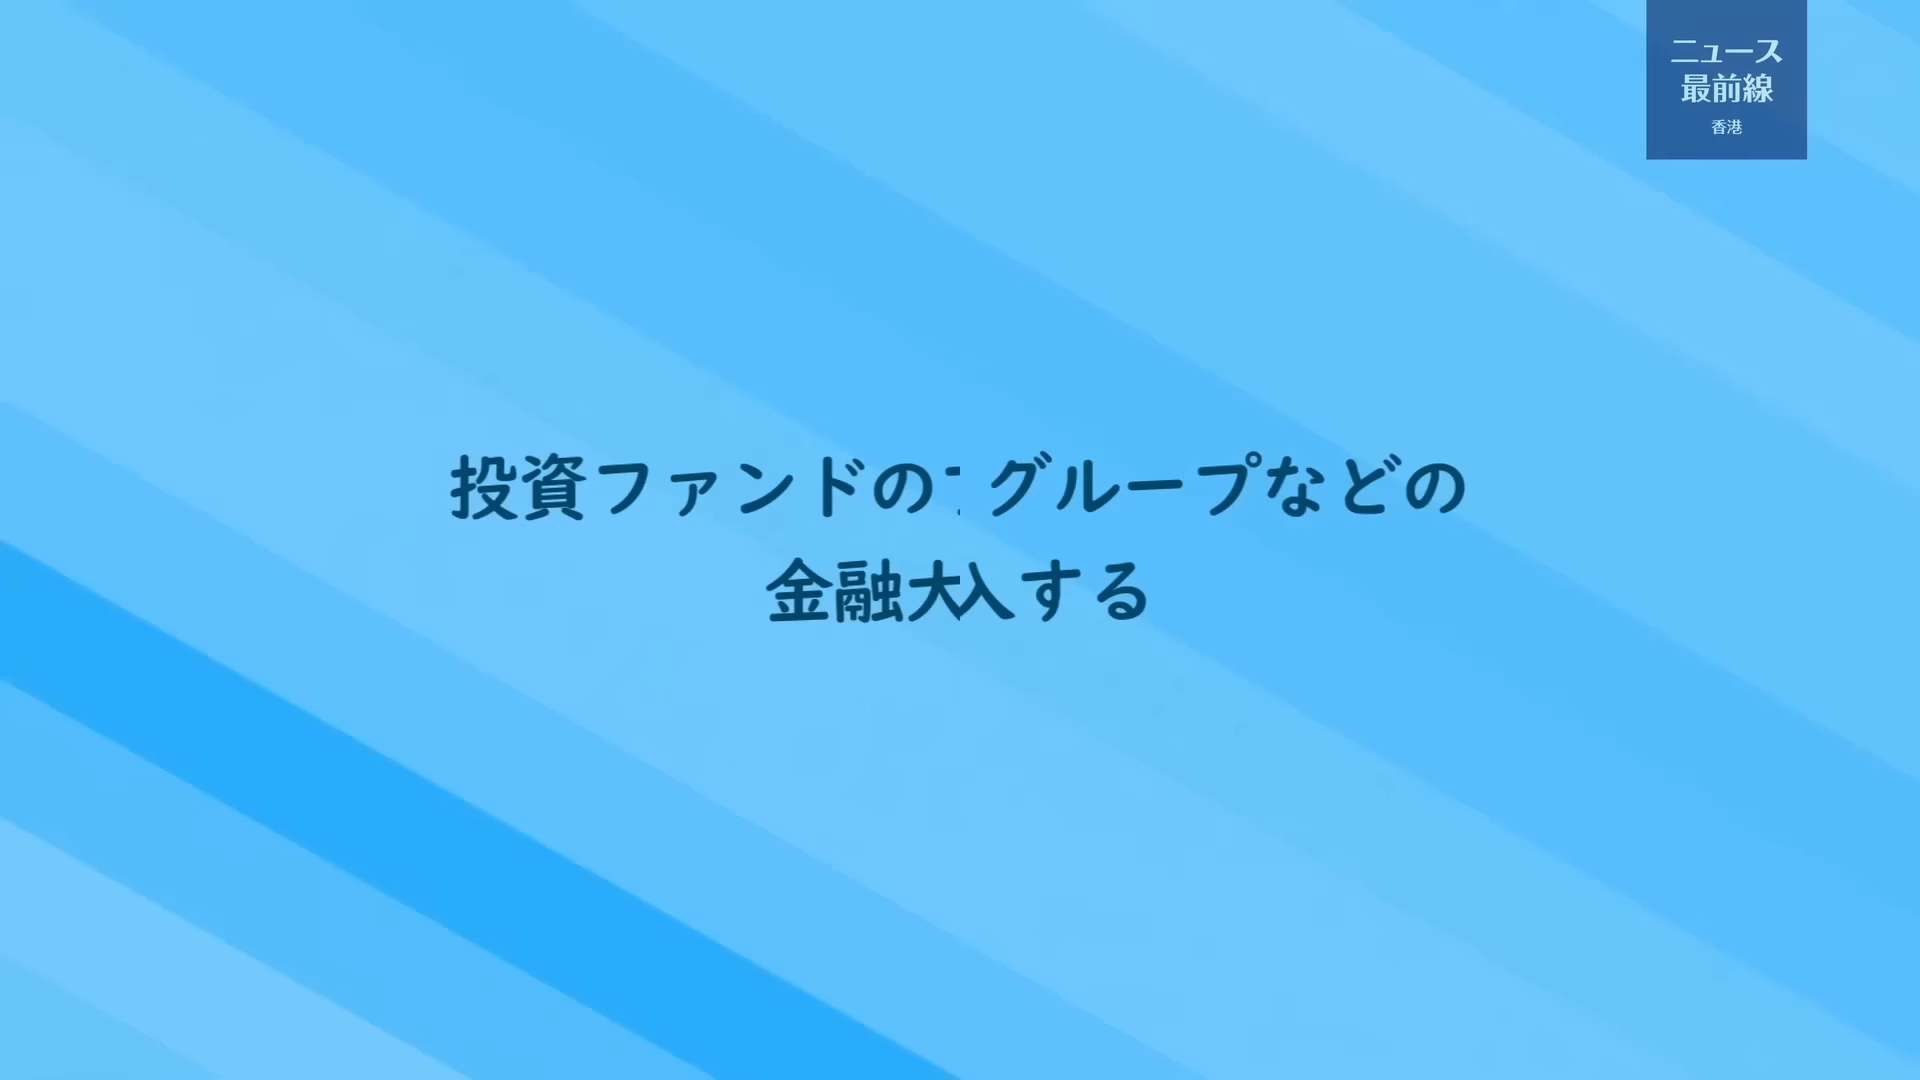 ニュース
最前線
香港
投資ファンドの グループなどの
金融大入する